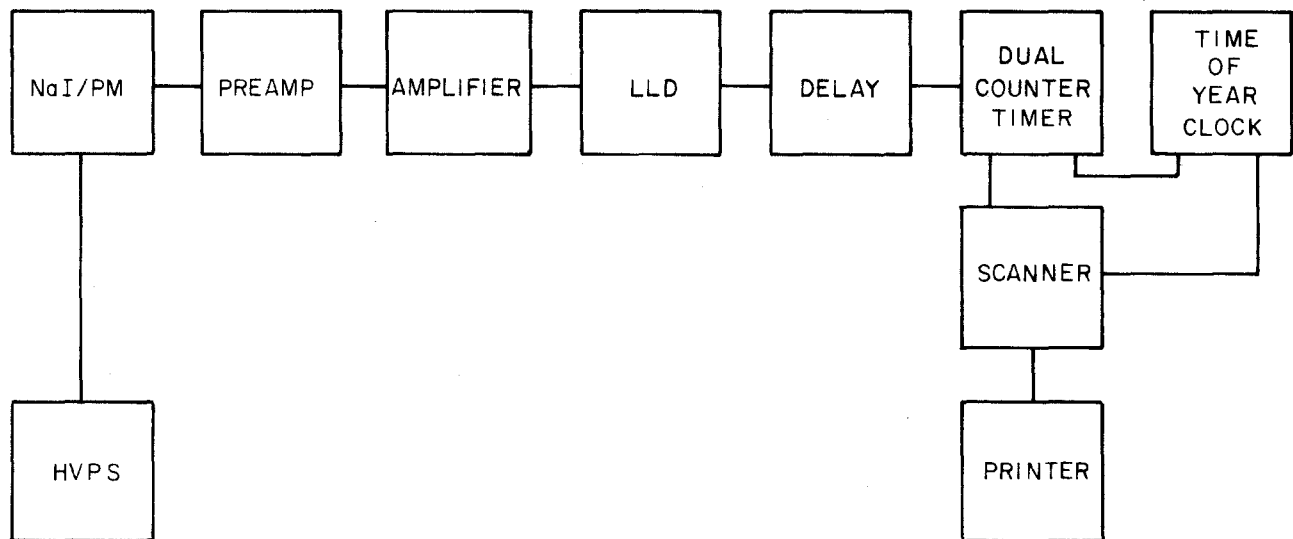 NaI/PM
PREAMP
AMPLIFIER
LLD
DELAY
DUAL
COUNTER
TIMER
TIME
OF
YEAR
CLOCK
SCANNER
HVPS
PRINTER